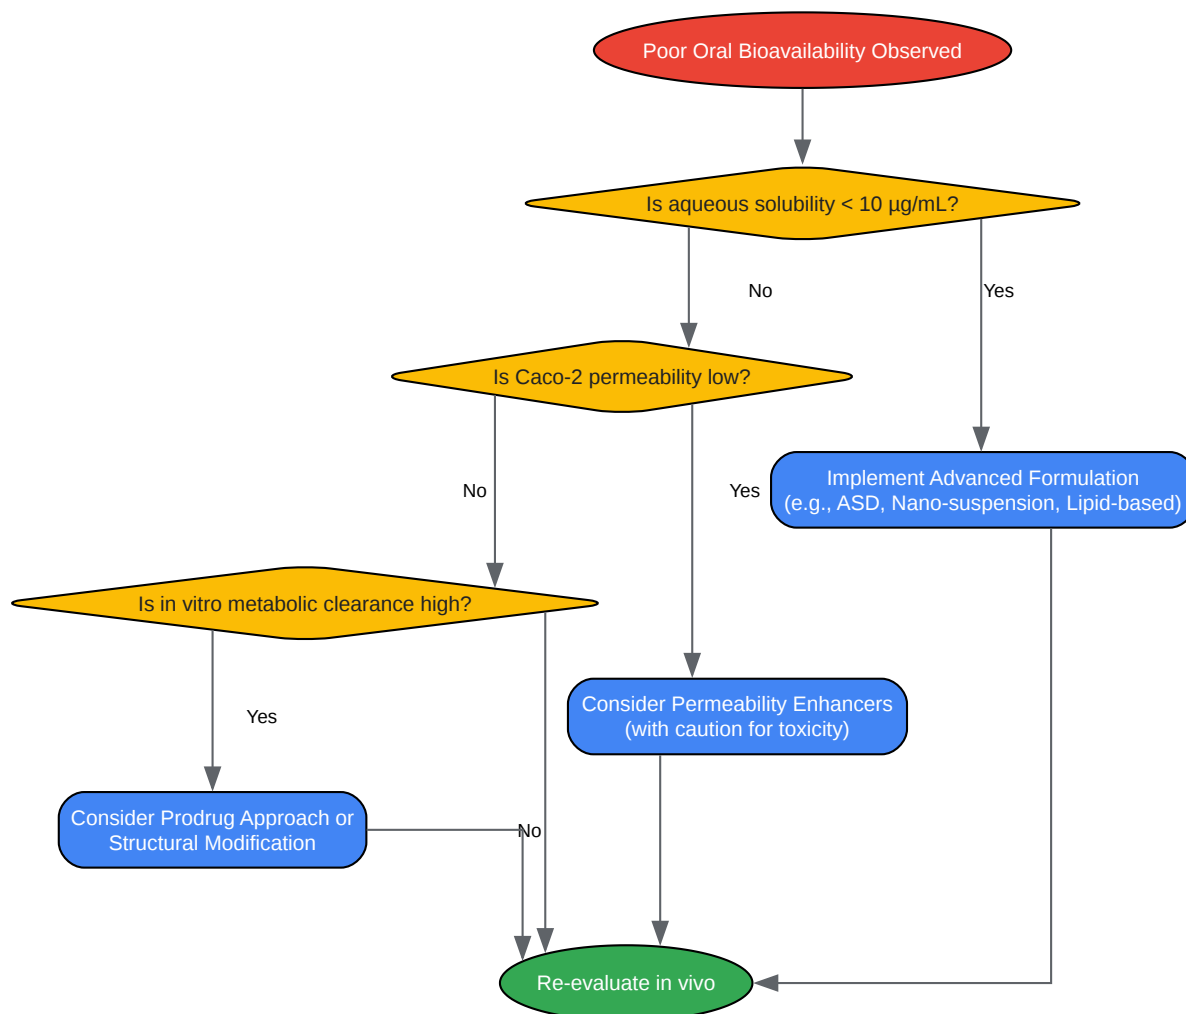 Poor Oral Bioavailability Observed
Is aqueous solubility < 10 µg/mL?
No
Yes
Is Caco-2 permeability low?
No
Yes
Implement Advanced Formulation
(e.g., ASD, Nano-suspension, Lipid-based)
Is in vitro metabolic clearance high?
Yes
Consider Permeability Enhancers
(with caution for toxicity)
Consider Prodrug Approach or
Structural Modification
No
Re-evaluate in vivo